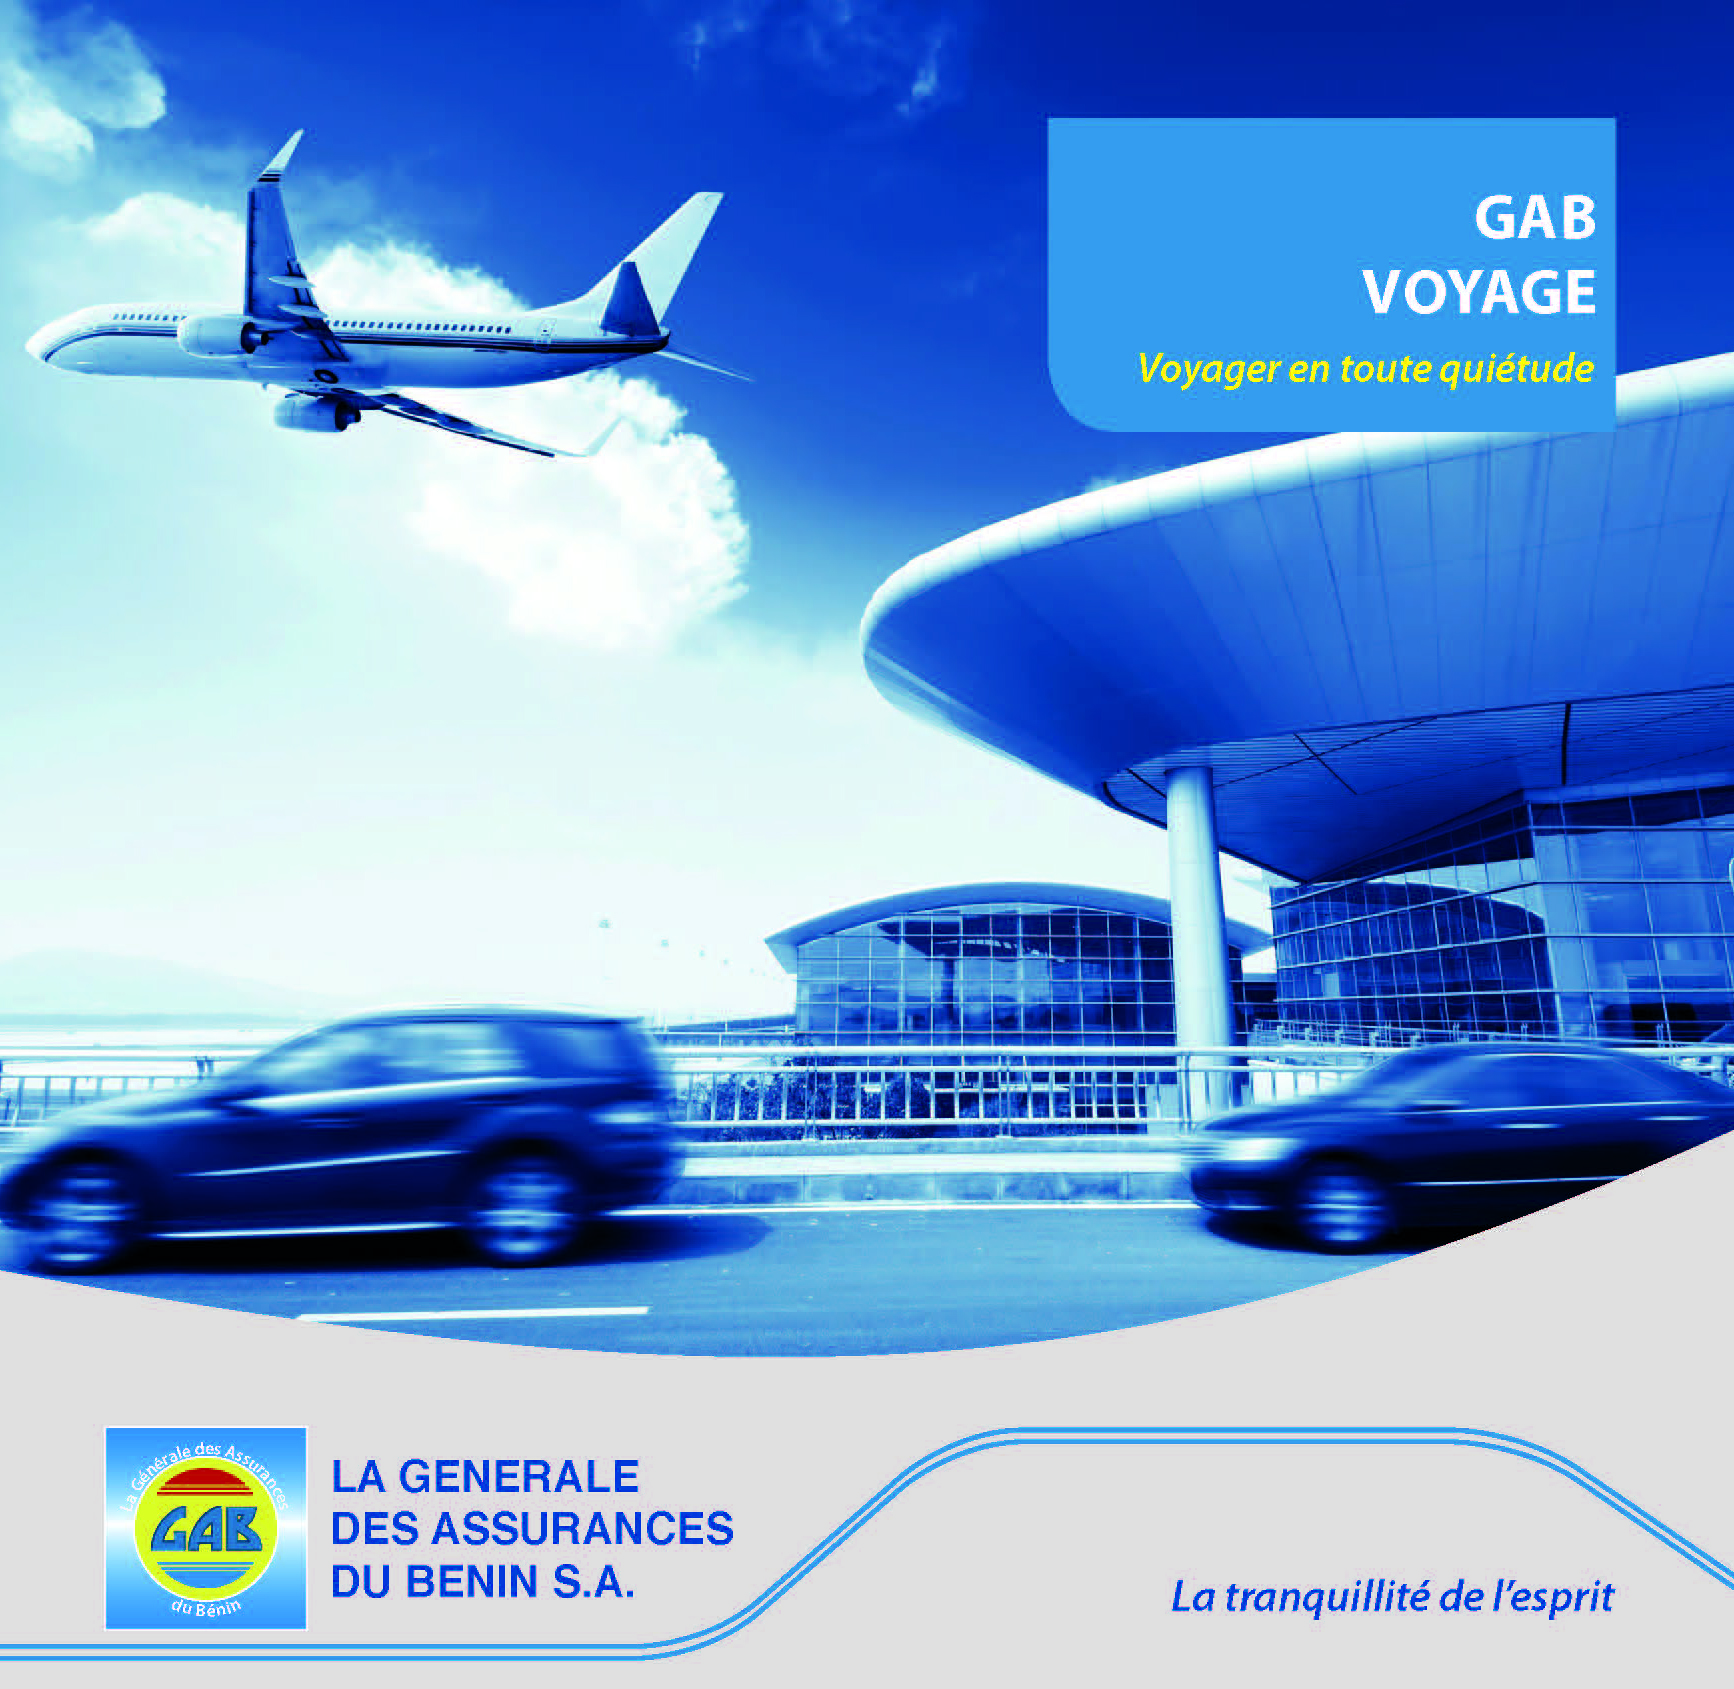 GAB
VOYAGE
Voyager en toute quiétude
La Générale des Assurances
GAB
du Bénin
LA GENERALE
DES ASSURANCES
DU BENIN S.A.
La tranquillité de l'esprit